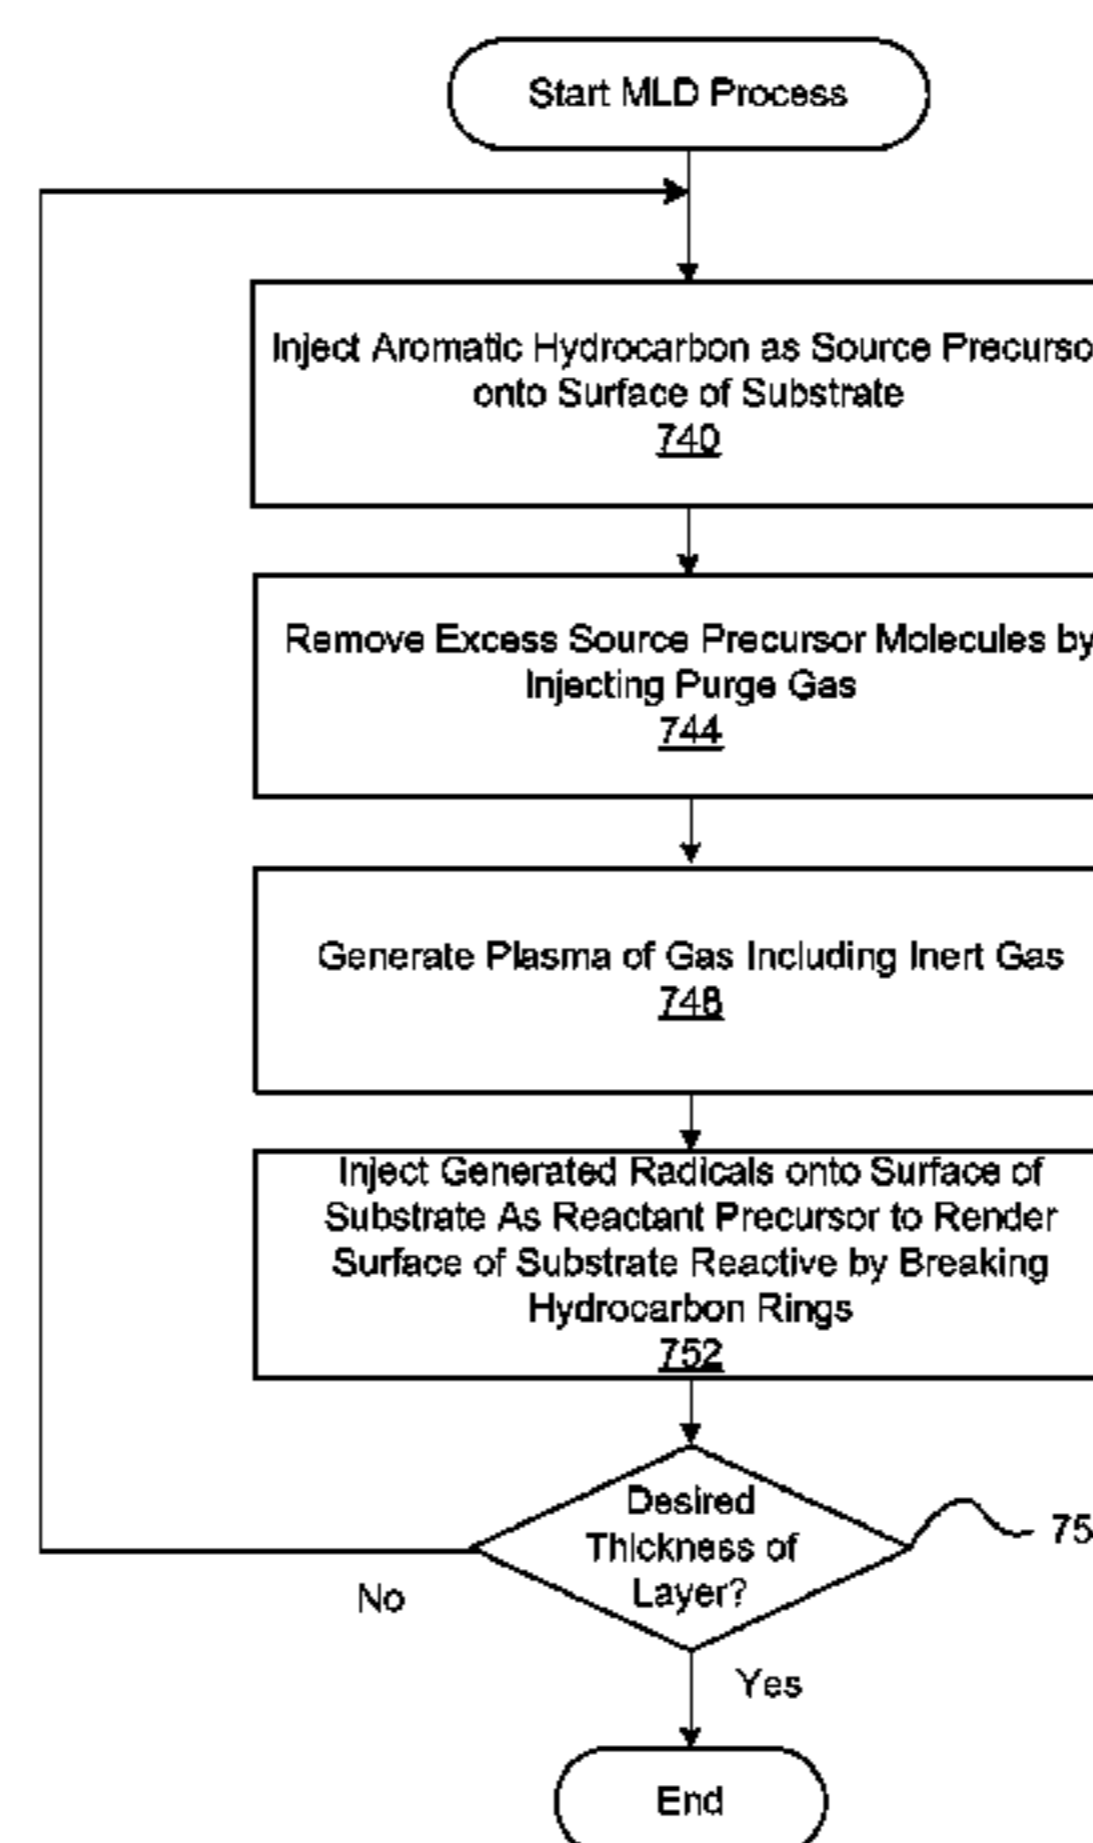 Start MLD Process
Inject Aromatic Hydrocarbon as Source Precurso
onto Surface of Substrate
740
Remove Excess Source Precursor Molecules by
Injecting Purge Gas
744
Generate Plasma of Gas Including Inert Gas
748
Inject Generated Radicals onto Surface of
Substrate As Reactant Precursor to Render
Surface of Substrate Reactive by Breaking
Hydrocarbon Rings
752
Desired
Thickness of
Layer?
75
No
Yes
End